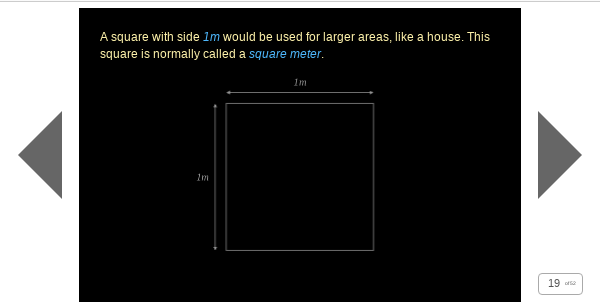 A square with side 1m would be used for larger areas, like a house. This
square is normally called a square meter.
1m
1m
19 of 52